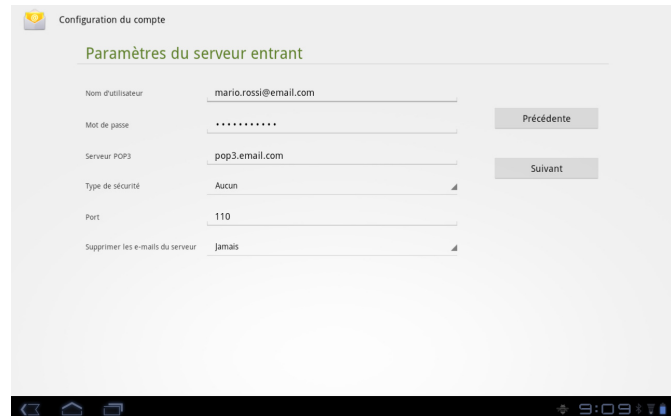 Configuration du compte
Paramètres du serveur entrant
Nom d'utilisateur mario.rossi@email.com
Mot de passe ···········
Précédente
Serveur POP3 pop3.email.com
Suivant
Type de sécurité Aucun
Port 110
Supprimer les e-mails du serveur Jamais
9:09